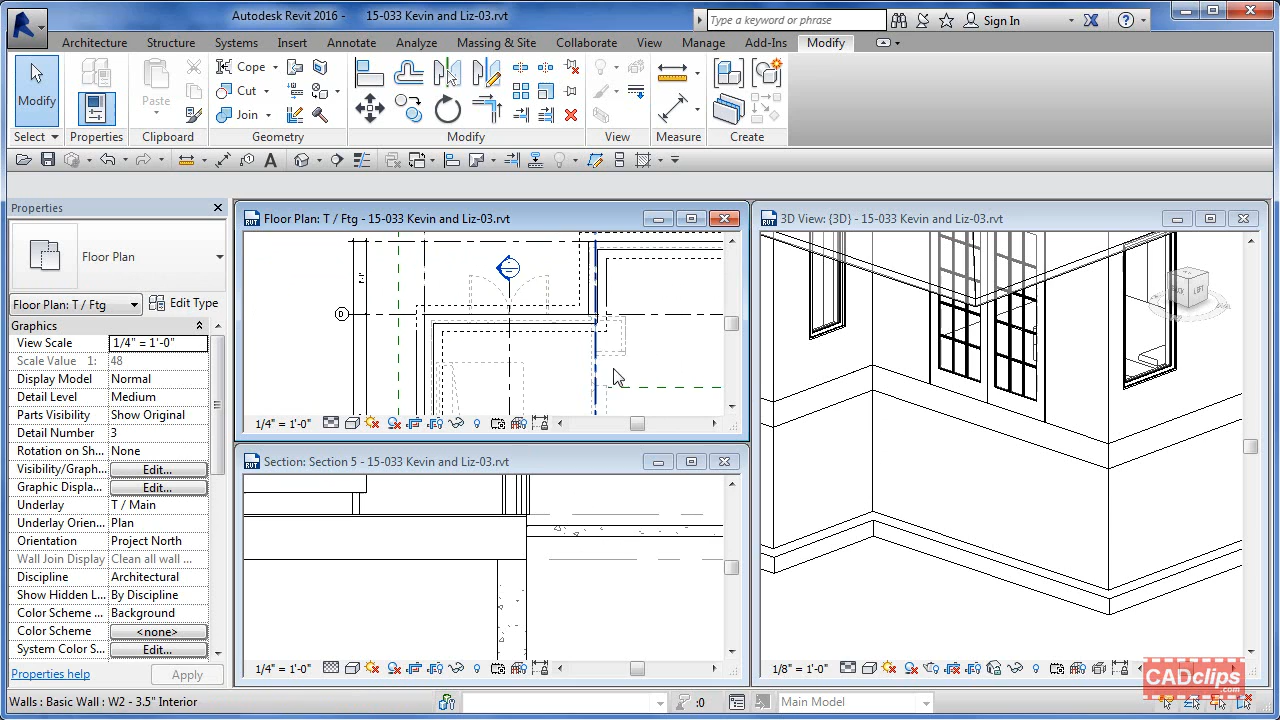 Autodesk Revit 2016 - 15-033 Kevin and Liz-03.rvt
Type a keyword or phrase
Sign In
Architecture Structure Systems Insert Annotate Analyze Massing & Site Collaborate View Manage Add-Ins Modify
Cope
Cut
Join
Modify
Paste
Select Properties Clipboard Geometry Modify View Measure Create
Properties
Floor Plan
Floor Plan: T / Ftg
Edit Type
Graphics
View Scale 1/4" = 1'-0"
Scale Value 1: 48
Display Model Normal
Detail Level Medium
Parts Visibility Show Original
Detail Number 3
Rotation on Sh... None
Visibility/Graph... Edit...
Graphic Displa... Edit...
Underlay T / Main
Underlay Orien... Plan
Orientation Project North
Wall Join Display Clean all wall ...
Discipline Architectural
Show Hidden L... By Discipline
Color Scheme ... Background
Color Scheme <none>
System Color S... Edit...
Properties help
Apply
Floor Plan: T / Ftg - 15-033 Kevin and Liz-03.rvt
D
1/4" = 1'-0"
Section: Section 5 - 15-033 Kevin and Liz-03.rvt
1/4" = 1'-0"
3D View: {3D} - 15-033 Kevin and Liz-03.rvt
LEFT
1/8" = 1'-0"
CADclips
.com
Walls : Basic Wall : W2 - 3.5" Interior
:0
Main Model